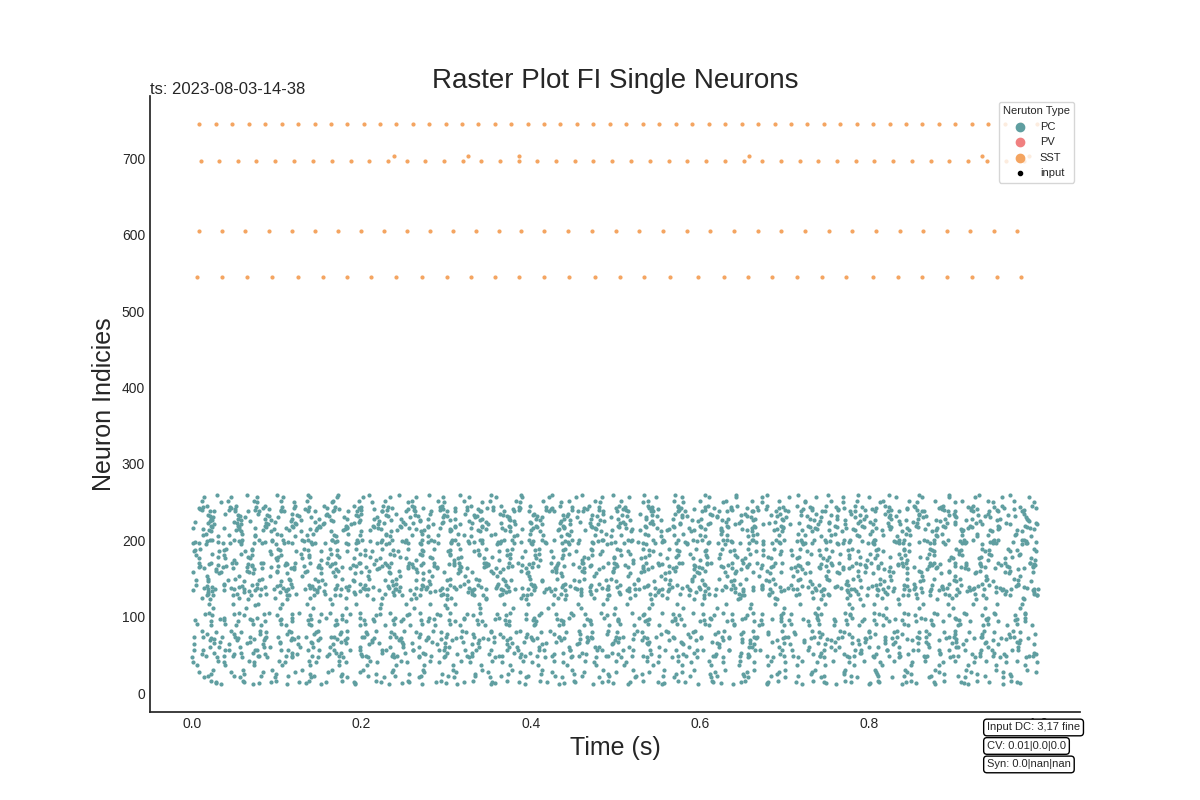 Raster Plot FI Single Neurons
ts: 2023-08-03-14-38
Neruton Type
PC
PV
SST
input
700
600
500
400
300
200
100
0
Neuron Indicies
0.0 0.2 0.4 0.6 0.8
Time (s)
Input DC: 3,17 fine
CV: 0.01|0.0|0.0
Syn: 0.0|nan|nan